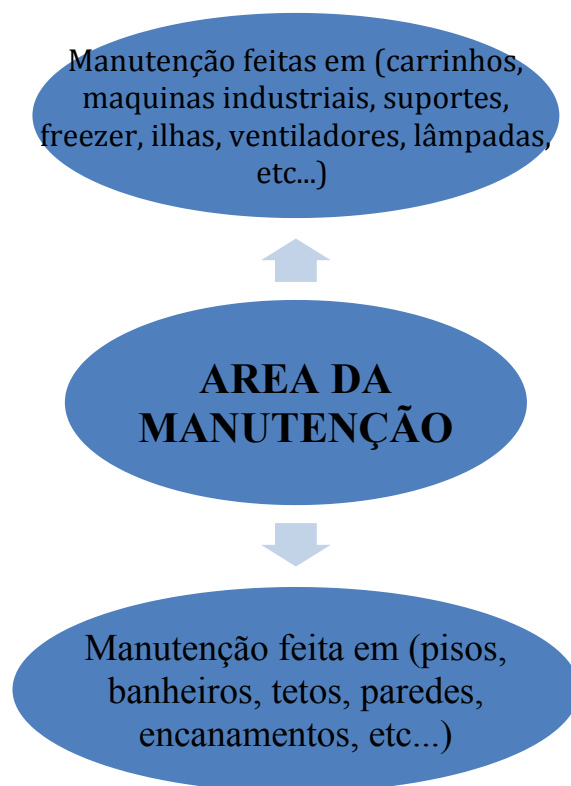 Manutenção feitas em (carrinhos,
maquinas industriais, suportes,
freezer, ilhas, ventiladores, lâmpadas,
etc...)
AREA DA
MANUTENÇÃO
Manutenção feita em (pisos,
banheiros, tetos, paredes,
encanamentos, etc...)